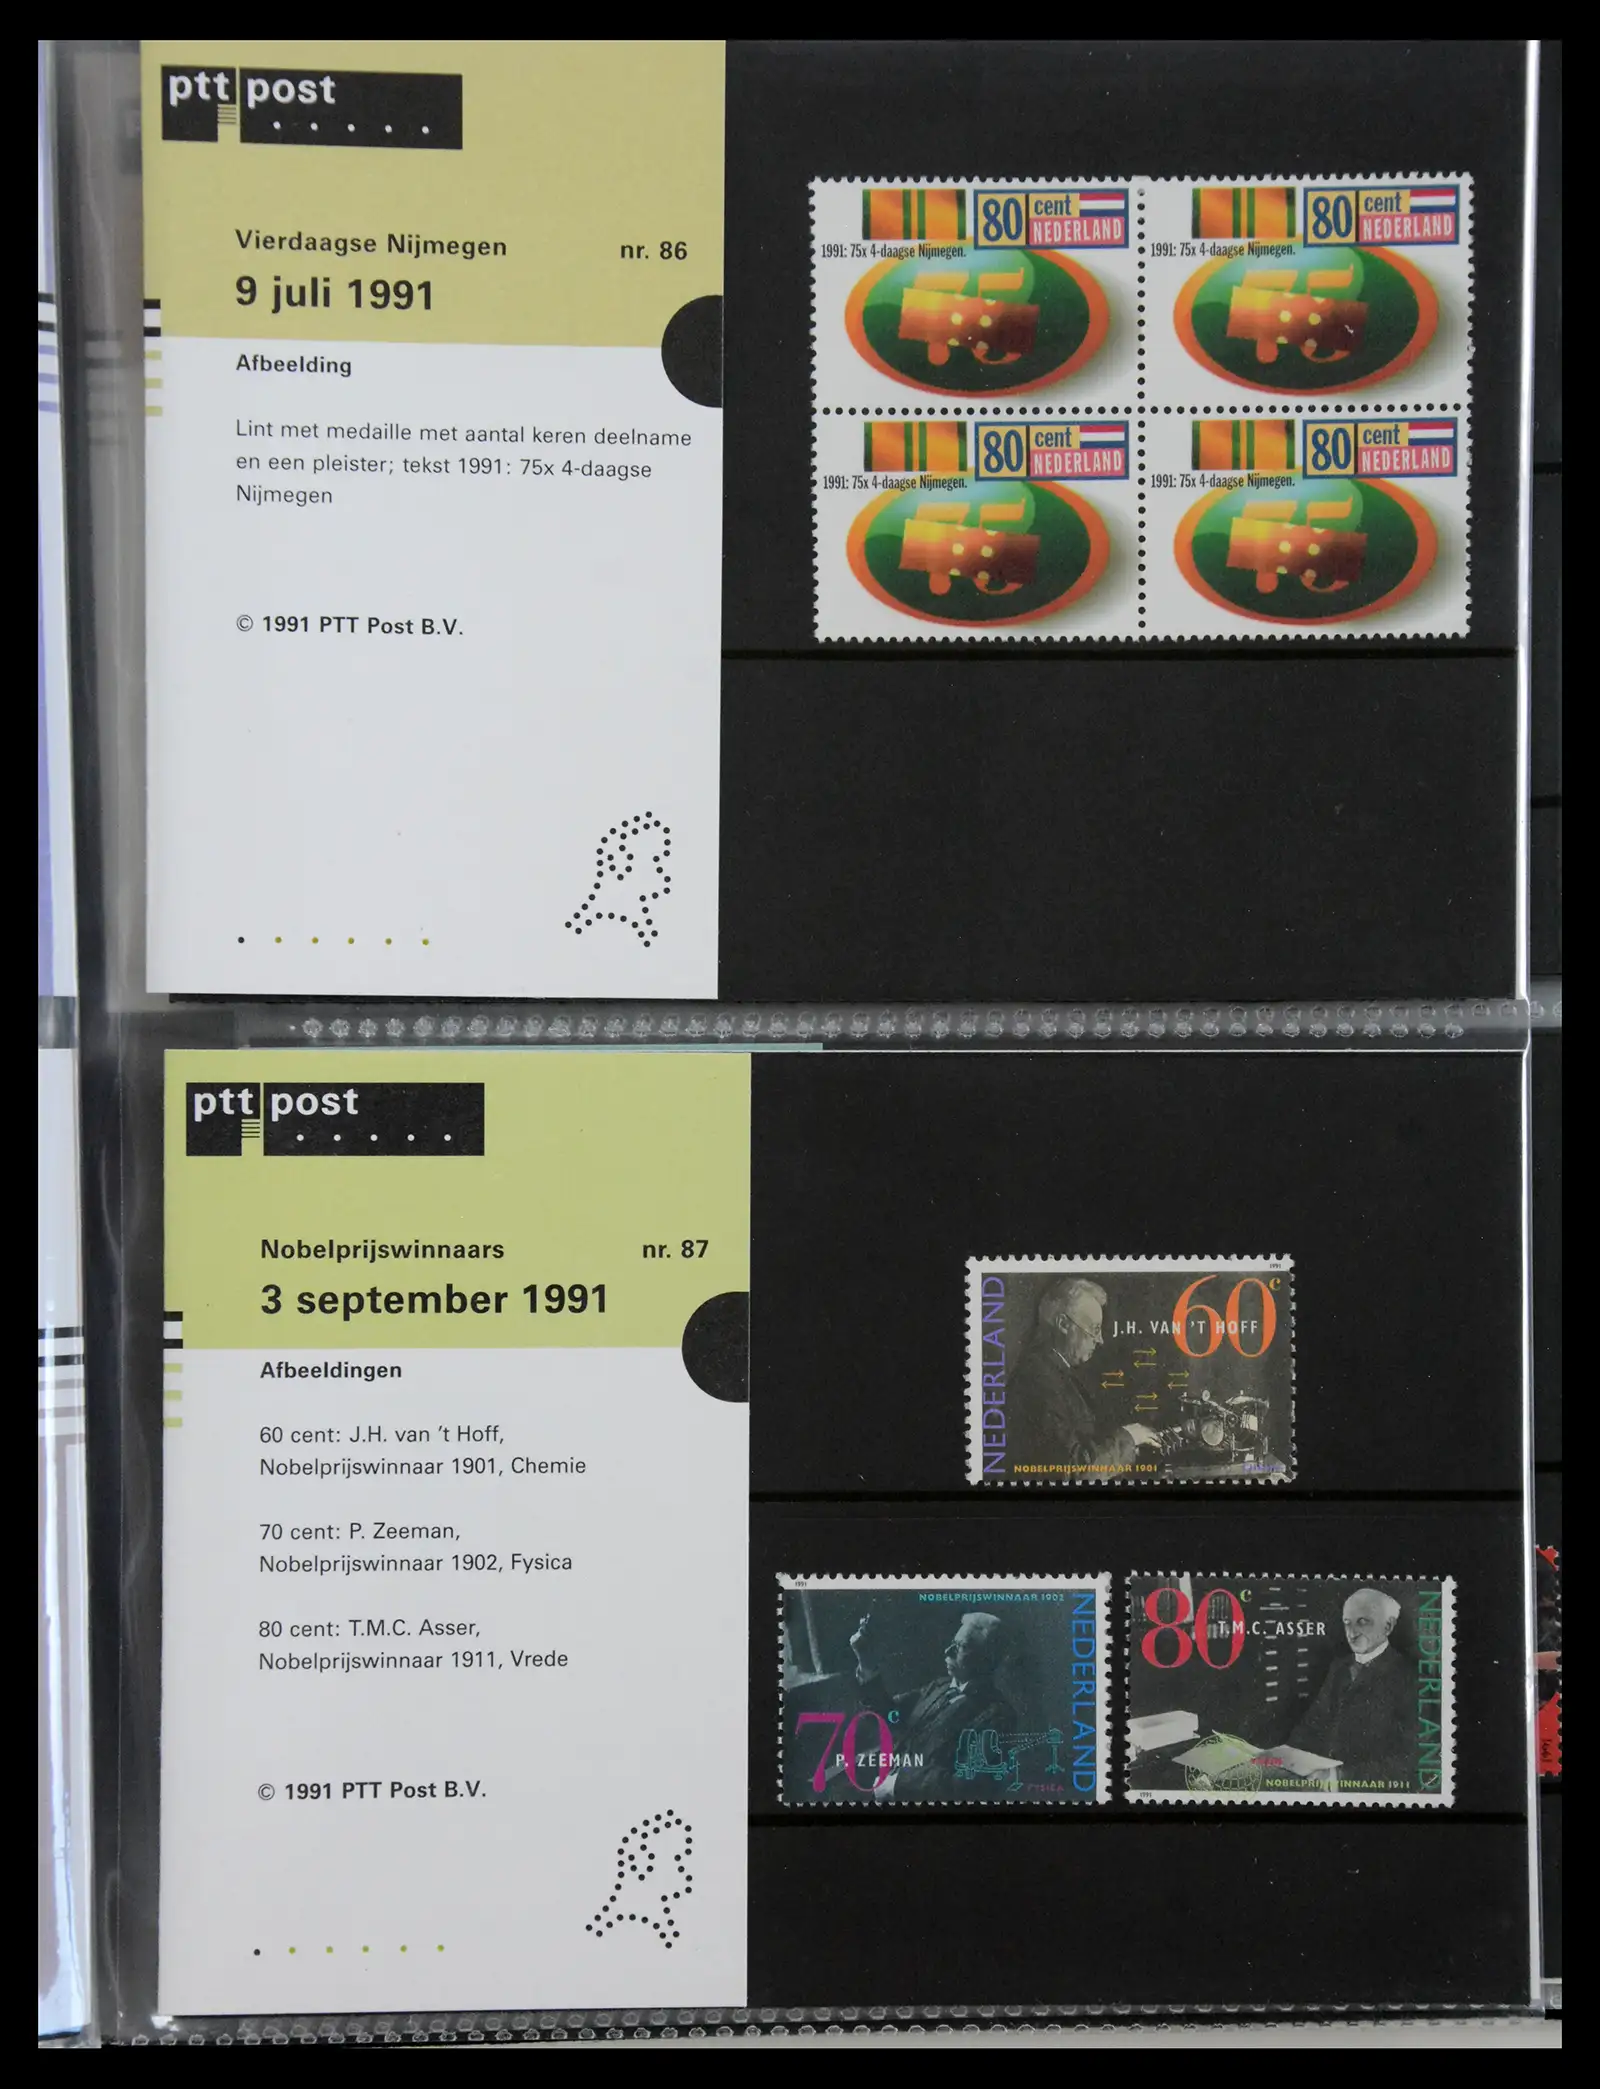 ptt post
Vierdaagse Nijmegen nr. 86
9 juli 1991
Afbeelding
Lint met medaille met aantal keren deelname
en een pleister; tekst 1991: 75x 4-daagse
Nijmegen
© 1991 PTT Post B.V.
80 cent NEDERLAND
1991: 75x 4-daagse Nijmegen.
80 cent NEDERLAND
1991: 75x 4-daagse Nijmegen.
80 cent NEDERLAND
1991: 75x 4-daagse Nijmegen.
80 cent NEDERLAND
1991: 75x 4-daagse Nijmegen.
ptt post
Nobelprijswinnaars nr. 87
3 september 1991
Afbeeldingen
60 cent: J.H. van 't Hoff,
Nobelprijswinnaar 1901, Chemie
70 cent: P. Zeeman,
Nobelprijswinnaar 1902, Fysica
80 cent: T.M.C. Asser,
Nobelprijswinnaar 1911, Vrede
© 1991 PTT Post B.V.
1991
60c
J.H. VAN 'T HOFF
NEDERLAND
NOBELPRIJSWINNAAR 1901
1991
NOBELPRIJSWINNAAR 1902
NEDERLAND
70c
P. ZEEMAN
FYSICA
80c
T.M.C. ASSER
NEDERLAND
NOBELPRIJSWINNAAR 1911
1991
1991